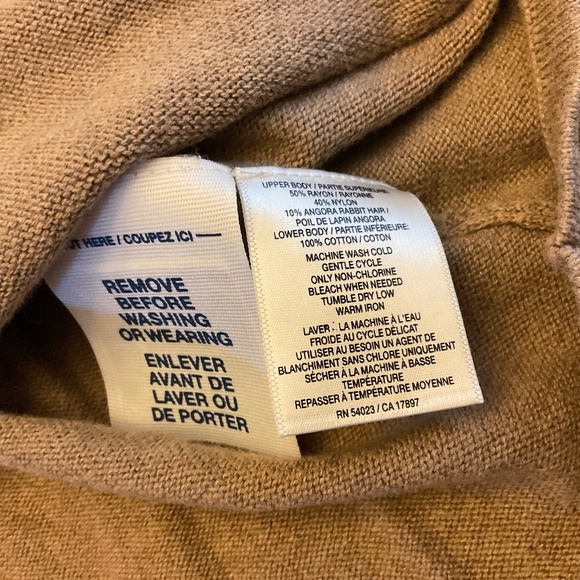 UT HERE / COUPEZ ICI
REMOVE
BEFORE
WASHING
OR WEARING
ENLEVER
AVANT DE
LAVER OU
DE PORTER
UPPER BODY / PARTIE SUPERIEURE:
50% RAYON / RAYONNE
40% NYLON
10% ANGORA RABBIT HAIR /
POIL DE LAPIN ANGORA
LOWER BODY / PARTIE INFÉRIEURE:
100% COTTON / COTON
MACHINE WASH COLD
GENTLE CYCLE
ONLY NON-CHLORINE
BLEACH WHEN NEEDED
TUMBLE DRY LOW
WARM IRON
LAVER À LA MACHINE À L'EAU
FROIDE AU CYCLE DÉLICAT
UTILISER AU BESOIN UN AGENT DE
BLANCHIMENT SANS CHLORE UNIQUEMENT
SÉCHER À LA MACHINE À BASSE
TEMPÉRATURE
REPASSER À TEMPÉRATURE MOYENNE
RN 54023 / CA 17897